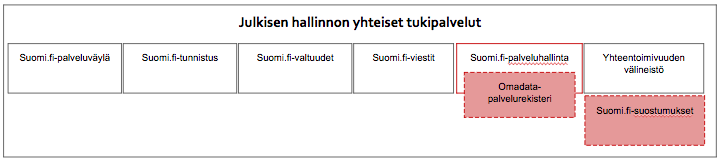 Julkisen hallinnon yhteiset tukipalvelut
Suomi.fi-palveluväylä
Suomi.fi-tunnistus
Suomi.fi-valtuudet
Suomi.fi-viestit
Suomi.fi-palveluhallinta
Yhteentoimivuuden
välineistö
Omadata-
palvelurekisteri
Suomi.fi-suostumukset